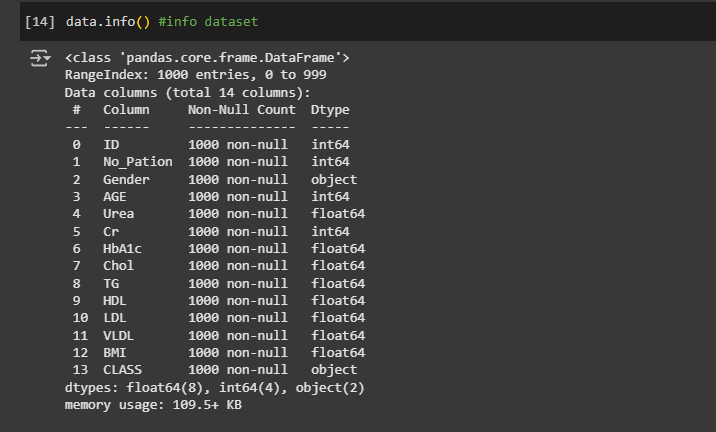 [14] data.info() #info dataset
<class 'pandas.core.frame.DataFrame'>
RangeIndex: 1000 entries, 0 to 999
Data columns (total 14 columns):
 #   Column     Non-Null Count  Dtype
---  ------     --------------  -----
 0   ID         1000 non-null   int64
 1   No_Pation  1000 non-null   int64
 2   Gender     1000 non-null   object
 3   AGE        1000 non-null   int64
 4   Urea       1000 non-null   float64
 5   Cr         1000 non-null   int64
 6   HbA1c      1000 non-null   float64
 7   Chol       1000 non-null   float64
 8   TG         1000 non-null   float64
 9   HDL        1000 non-null   float64
 10  LDL        1000 non-null   float64
 11  VLDL       1000 non-null   float64
 12  BMI        1000 non-null   float64
 13  CLASS      1000 non-null   object
dtypes: float64(8), int64(4), object(2)
memory usage: 109.5+ KB